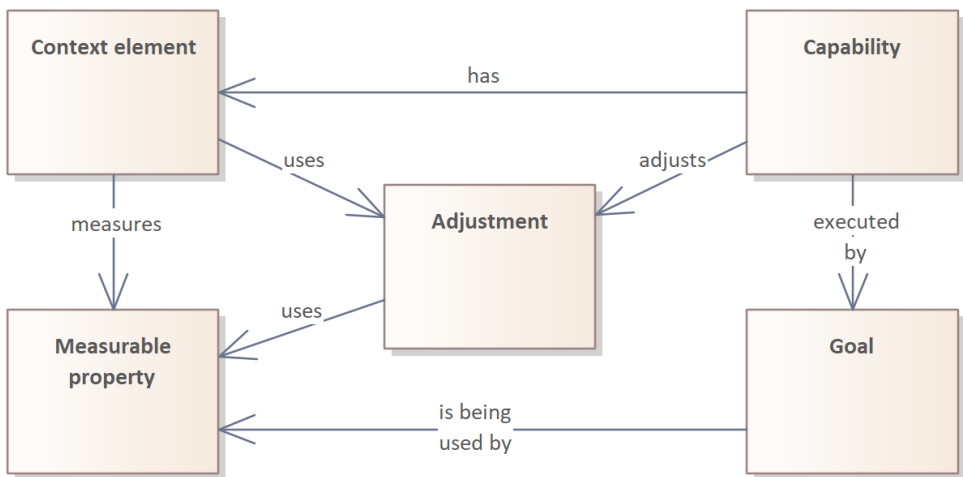 Context element
Capability
has
uses
adjusts
Adjustment
measures
executed
by
uses
Measurable
property
Goal
is being
used by